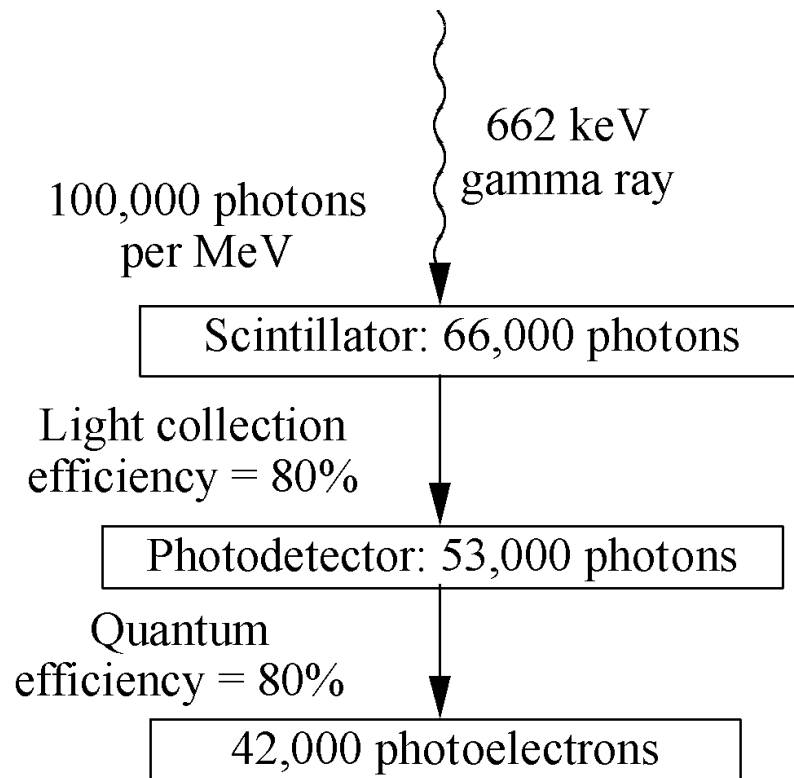 662 keV
gamma ray
100,000 photons
per MeV
Scintillator: 66,000 photons
Light collection
efficiency = 80%
Photodetector: 53,000 photons
Quantum
efficiency = 80%
42,000 photoelectrons